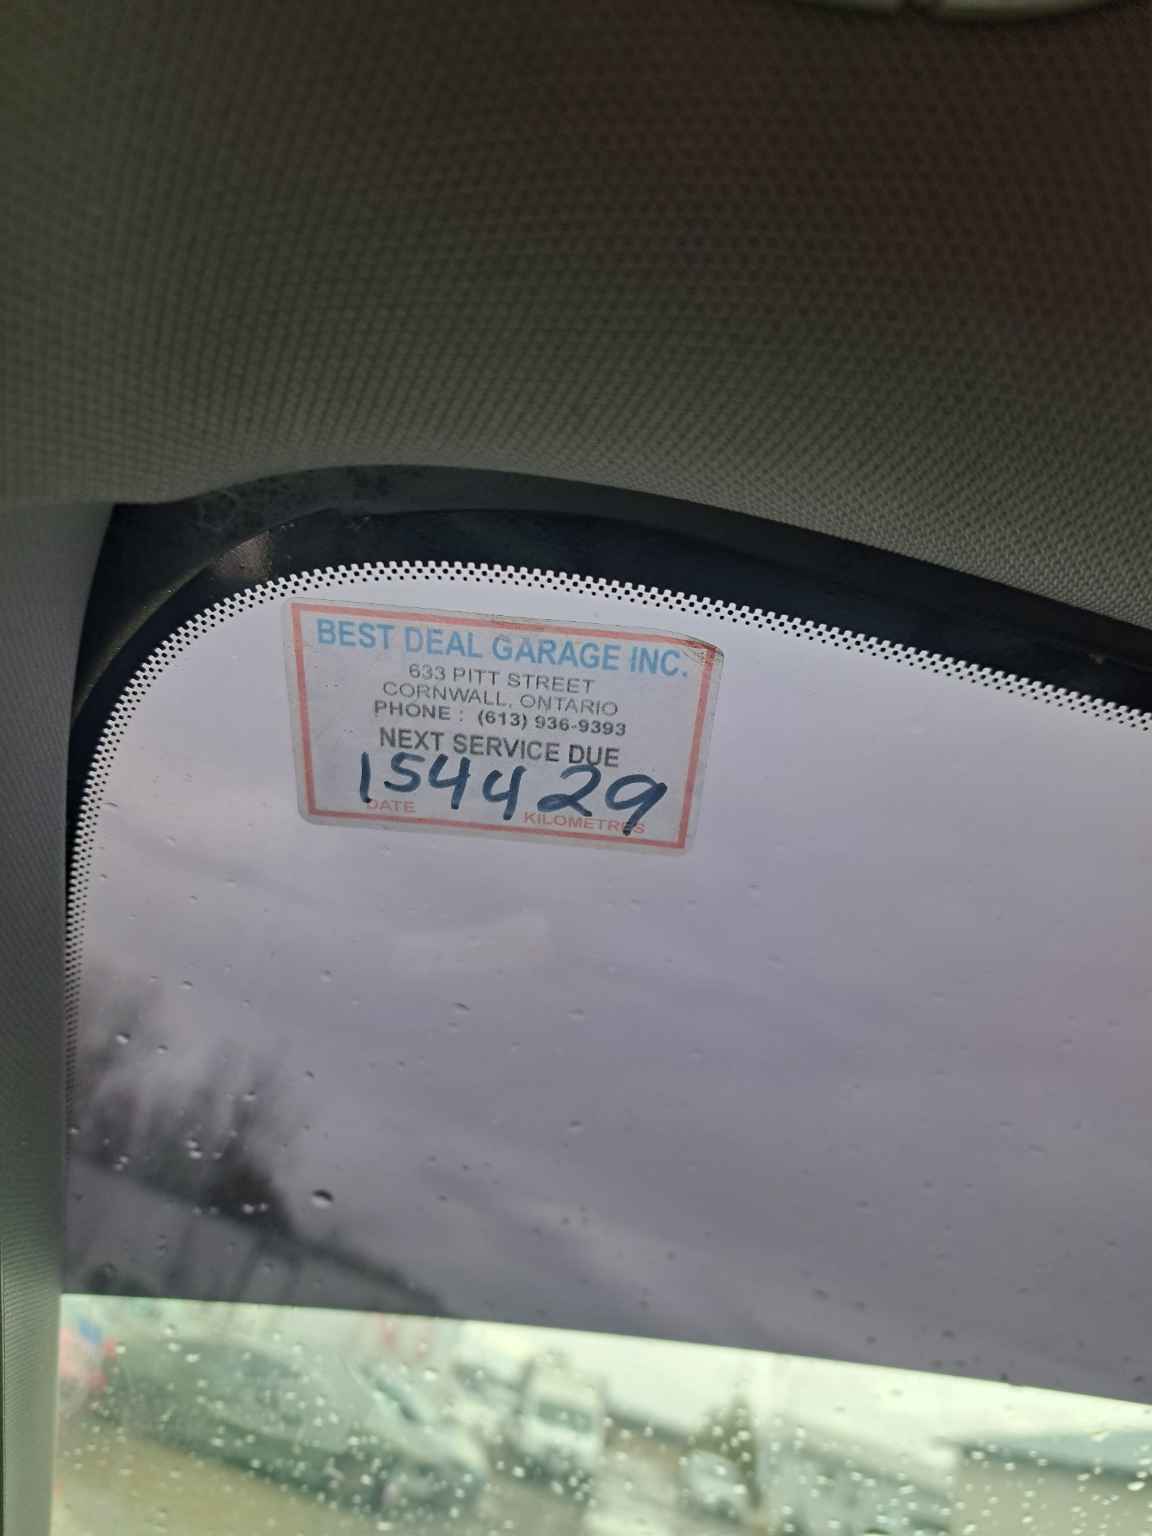 BEST DEAL GARAGE INC.
633 PITT STREET
CORNWALL, ONTARIO
PHONE : (613) 936-9393
NEXT SERVICE DUE
154429
DATE KILOMETRES